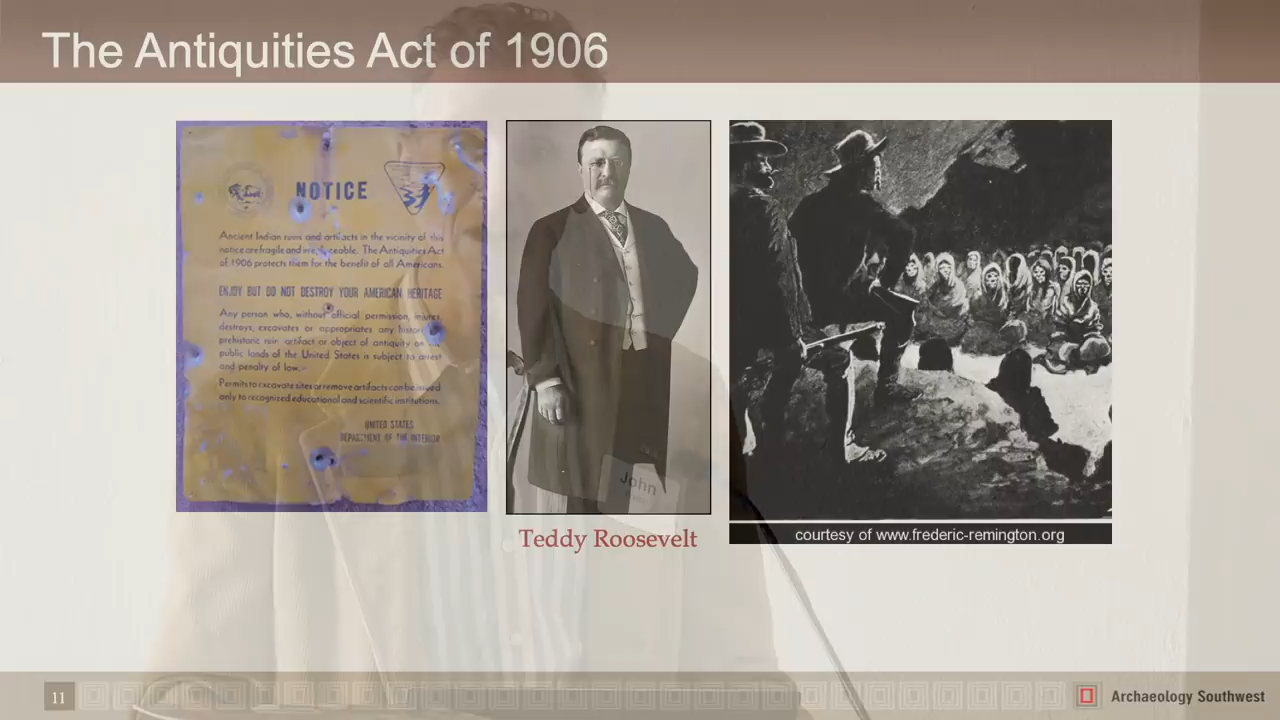 The Antiquities Act of 1906
NOTICE
Ancient Indian ruins and artifacts in the vicinity of this
notice are fragile and irreplaceable. The Antiquities Act
of 1906 protects them for the benefit of all Americans.
ENJOY BUT DO NOT DESTROY YOUR AMERICAN HERITAGE
Any person who, without official permission, injures,
destroys, excavates or appropriates any historic
prehistoric ruin artifact or object of antiquity on the
public lands of the United States is subject to arrest
and penalty of law.
Permits to excavate sites or remove artifacts can be issued
only to recognized educational and scientific institutions.
UNITED STATES
DEPARTMENT OF THE INTERIOR
John
Teddy Roosevelt
courtesy of www.frederic-remington.org
11
Archaeology Southwest